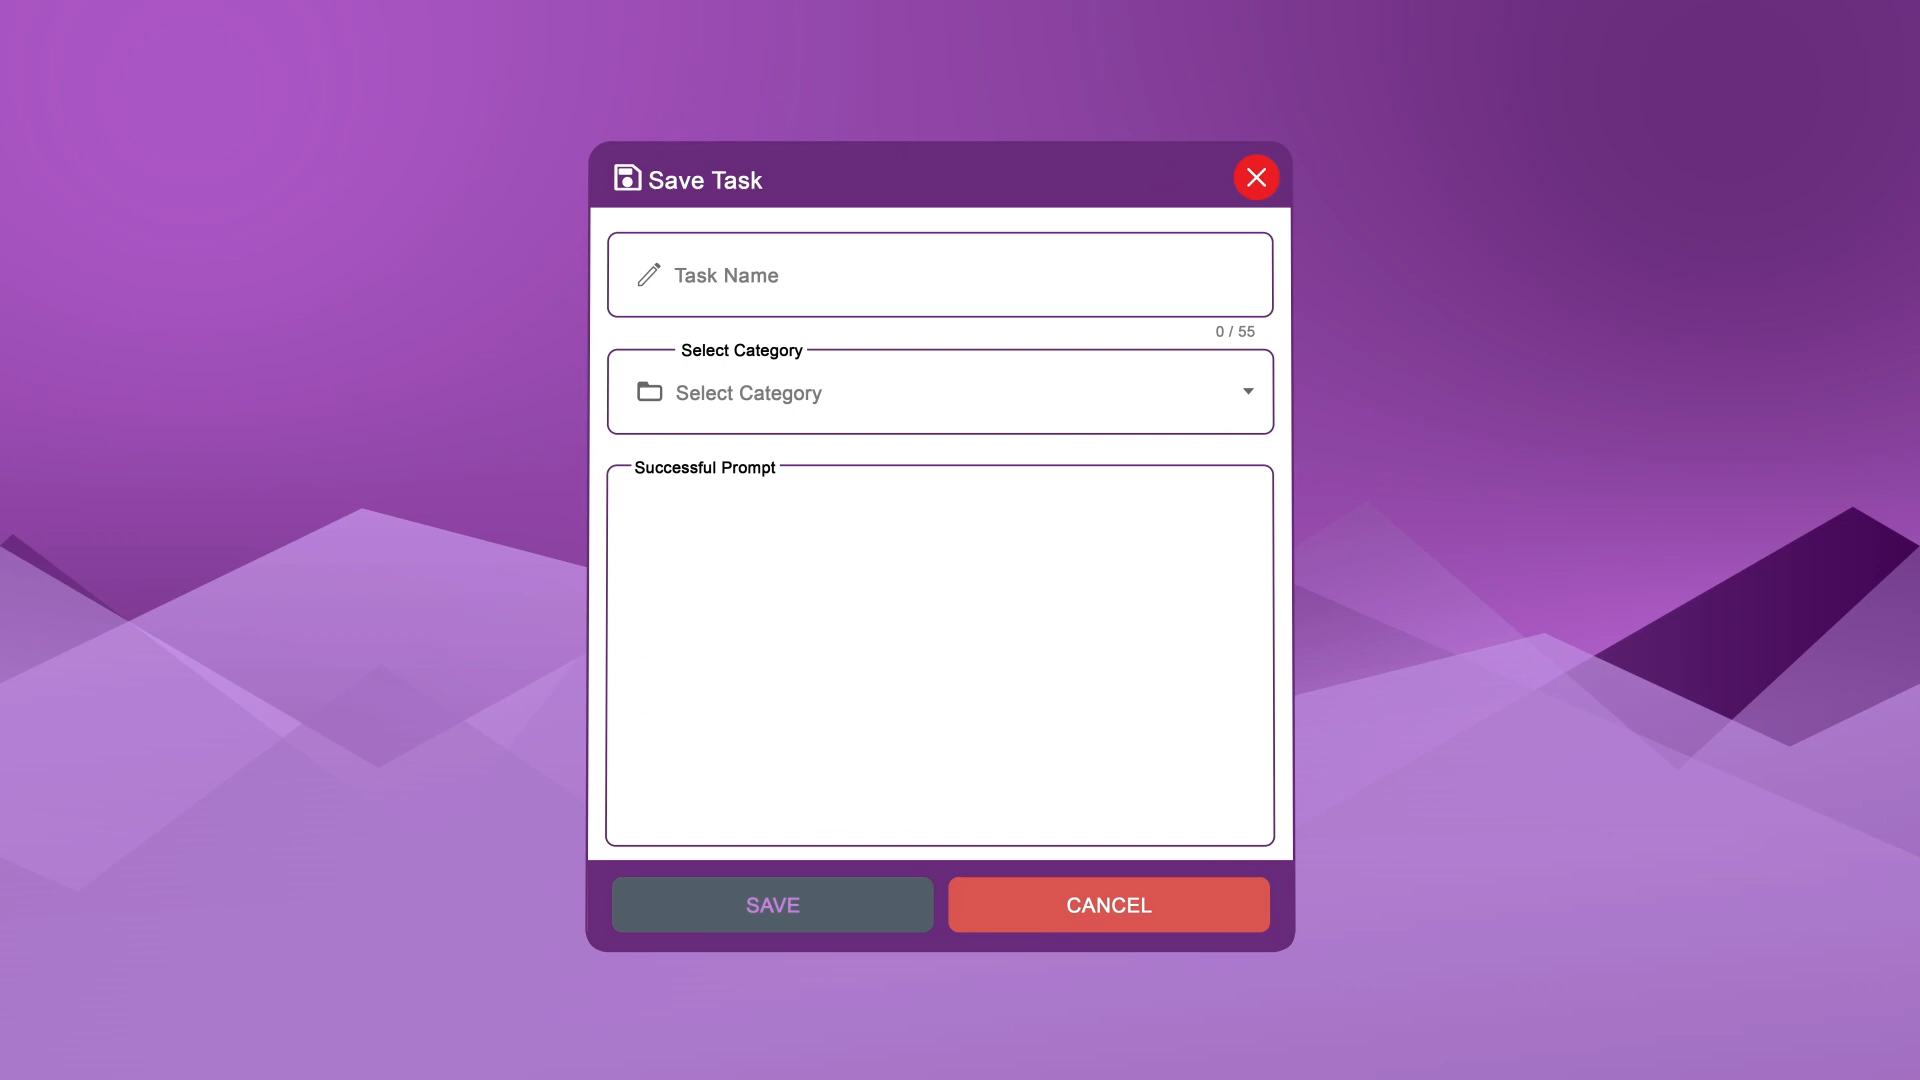 Save Task
Task Name
0 / 55
Select Category
Select Category
Successful Prompt
SAVE
CANCEL